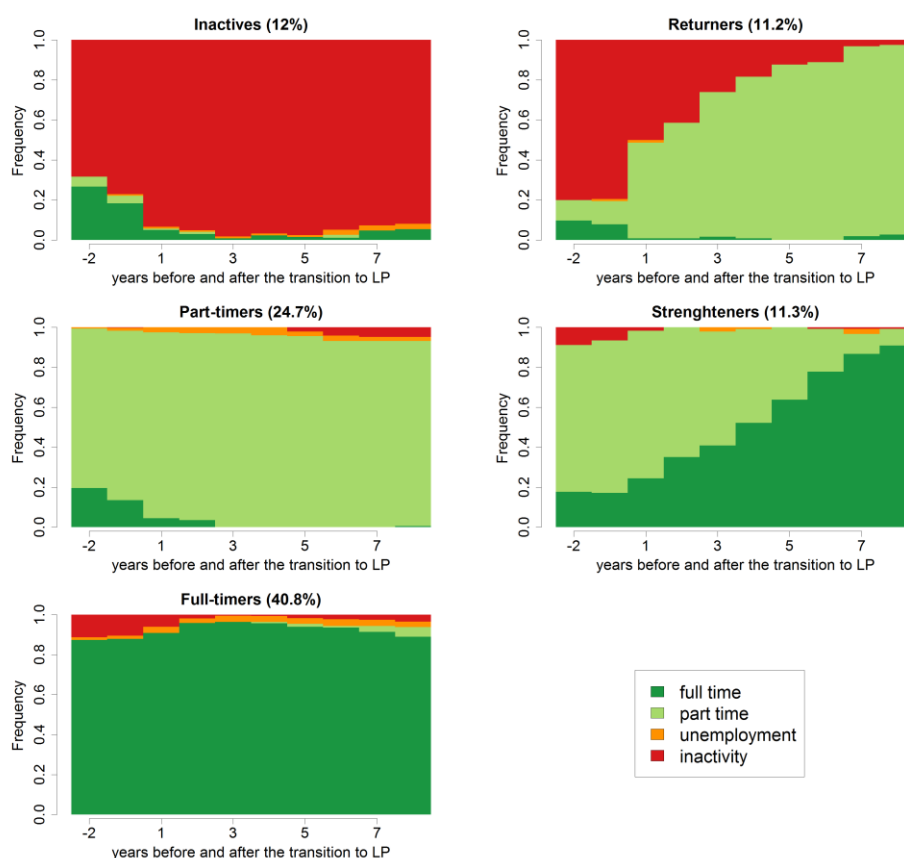 Inactives (12%)
Frequency
0.0 0.2 0.4 0.6 0.8 1.0
-2 1 3 5 7
years before and after the transition to LP
Returners (11.2%)
Frequency
0.0 0.2 0.4 0.6 0.8 1.0
-2 1 3 5 7
years before and after the transition to LP
Part-timers (24.7%)
Frequency
0.0 0.2 0.4 0.6 0.8 1.0
-2 1 3 5 7
years before and after the transition to LP
Strenghteners (11.3%)
Frequency
0.0 0.2 0.4 0.6 0.8 1.0
-2 1 3 5 7
years before and after the transition to LP
Full-timers (40.8%)
Frequency
0.0 0.2 0.4 0.6 0.8 1.0
-2 1 3 5 7
years before and after the transition to LP
full time
part time
unemployment
inactivity